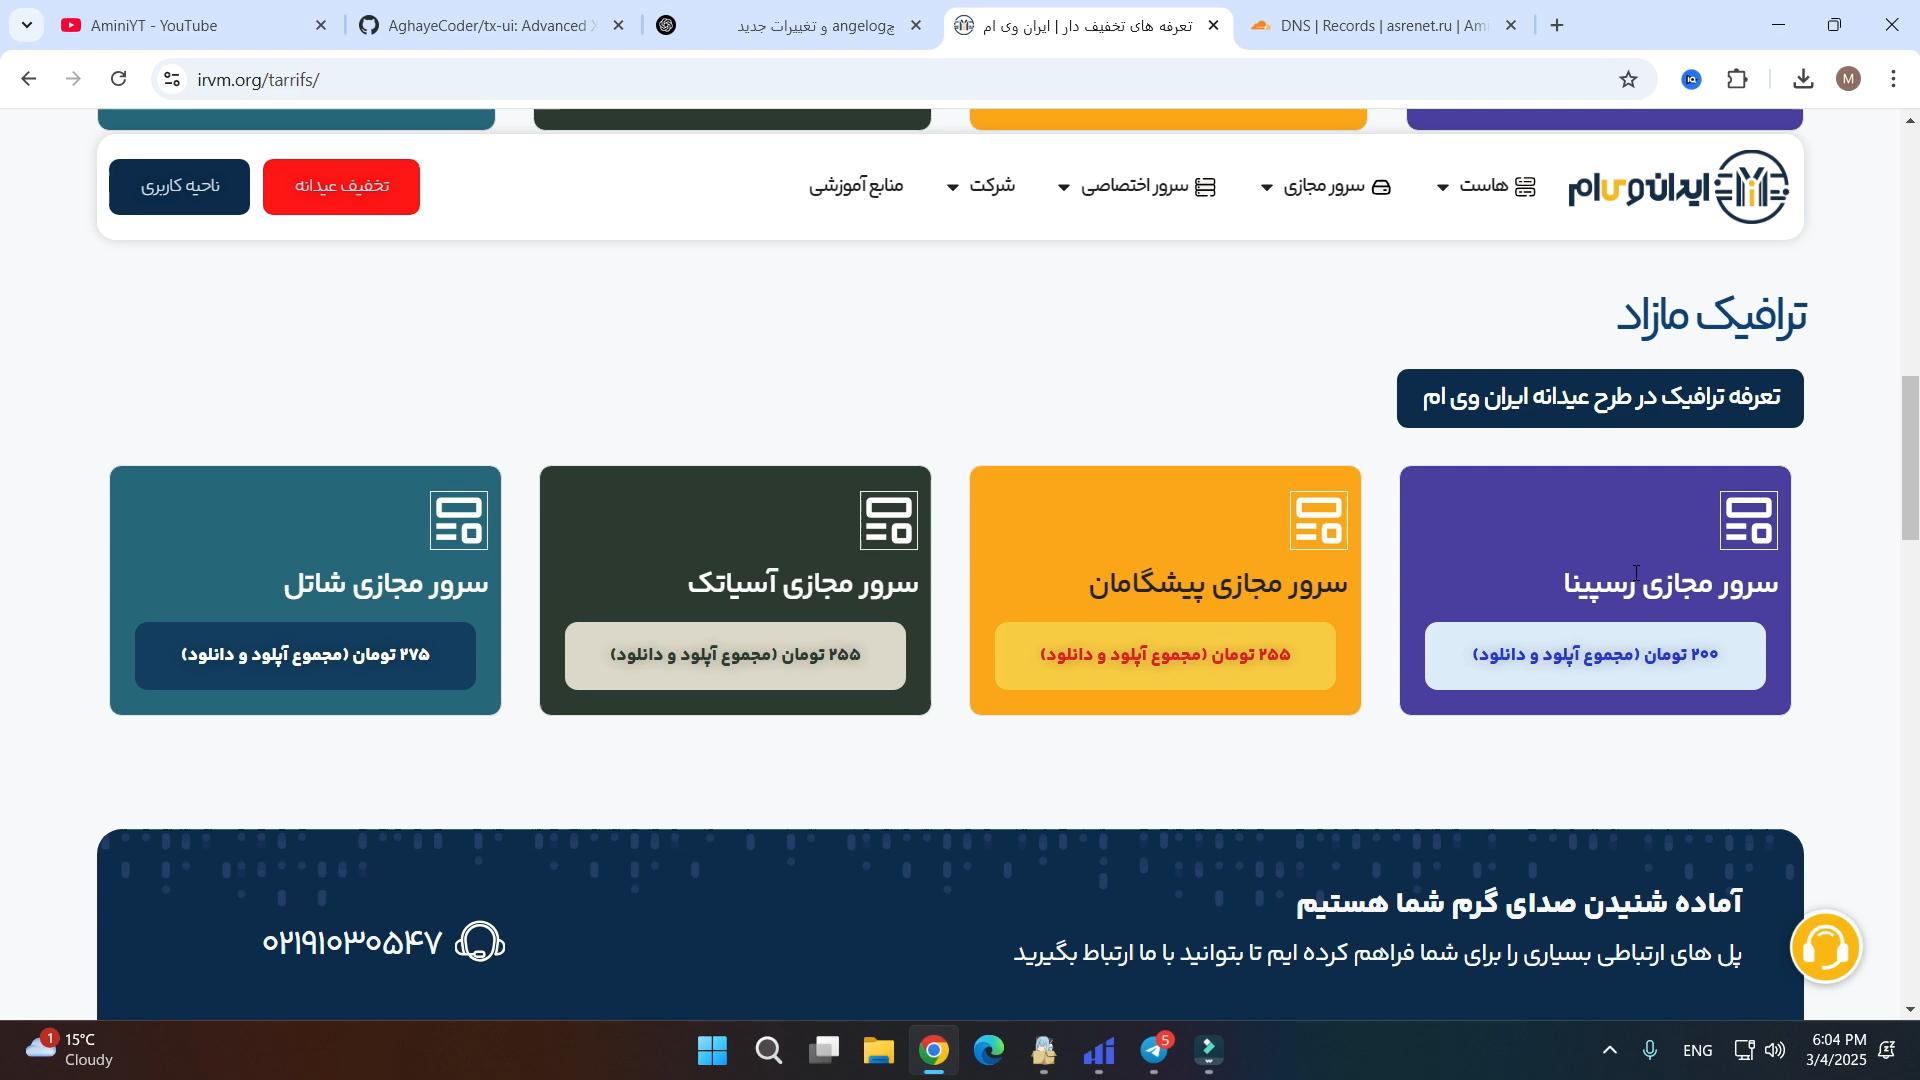 AminiYT - YouTube
AghayeCoder/tx-ui: Advanced X
چangelog و تغییرات جدید
تعرفه های تخفیف دار | ایران وی ام
DNS | Records | asrenet.ru | Ami
irvm.org/tarrifs/
M
ایران وی ام
هاست
سرور مجازی
سرور اختصاصی
شرکت
منابع آموزشی
تخفیف عیدانه
ناحیه کاربری
ترافیک مازاد
تعرفه ترافیک در طرح عیدانه ایران وی ام
سرور مجازی رسپینا
۲۰۰ تومان (مجموع آپلود و دانلود)
سرور مجازی پیشگامان
۲۵۵ تومان (مجموع آپلود و دانلود)
سرور مجازی آسیاتک
۲۵۵ تومان (مجموع آپلود و دانلود)
سرور مجازی شاتل
۲۷۵ تومان (مجموع آپلود و دانلود)
آماده شنیدن صدای گرم شما هستیم
پل های ارتباطی بسیاری را برای شما فراهم کرده ایم تا بتوانید با ما ارتباط بگیرید
۰۲۱۹۱۰۳۰۵۴۷
1
15°C
Cloudy
5
ENG
6:04 PM
3/4/2025